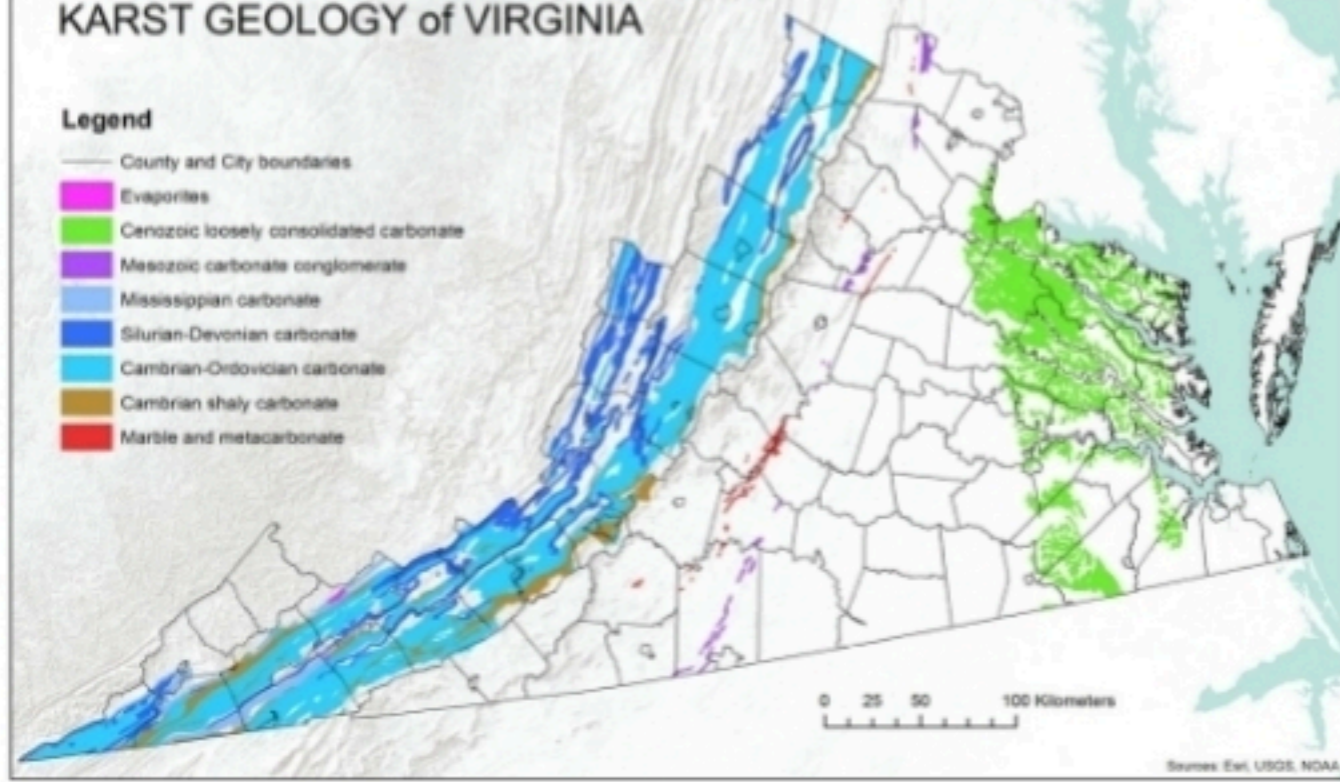 KARST GEOLOGY of VIRGINIA
Legend
County and City boundaries
Evaporites
Cenozoic loosely consolidated carbonate
Mesozoic carbonate conglomerate
Mississippian carbonate
Silurian-Devonian carbonate
Cambrian-Ordovician carbonate
Cambrian shaly carbonate
Marble and metacarbonate
0 25 50 100 Kilometers
Sources: Esri, USGS, NOAA